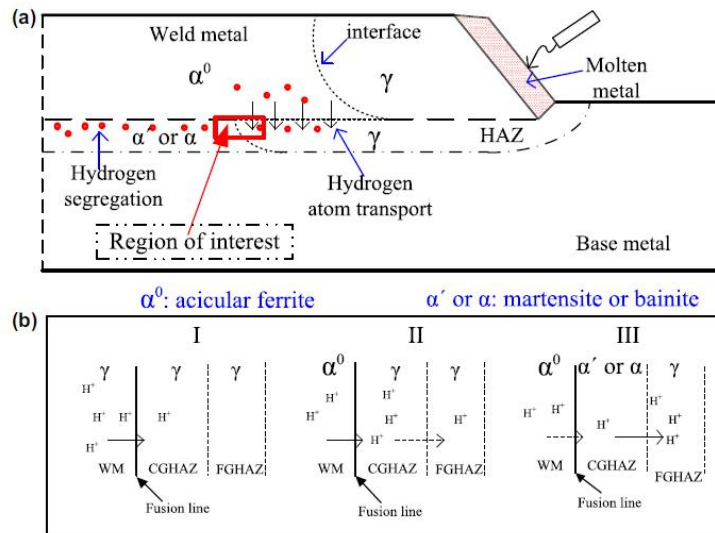 (a)
Weld metal
interface
α⁰
γ
Molten
metal
α′ or α
γ
HAZ
Hydrogen
segregation
Hydrogen
atom transport
Region of interest
Base metal
α⁰: acicular ferrite
α′ or α: martensite or bainite
(b)
I
II
III
γ γ γ
α⁰ γ γ
α⁰ α′ or α γ
H⁺
H⁺ H⁺ H⁺
H⁺
WM CGHAZ FGHAZ
Fusion line
H⁺
H⁺ H⁺
H⁺ H⁺
H⁺
WM CGHAZ FGHAZ
Fusion line
H⁺
H⁺ H⁺
H⁺ H⁺
H⁺
WM CGHAZ
FGHAZ
Fusion line